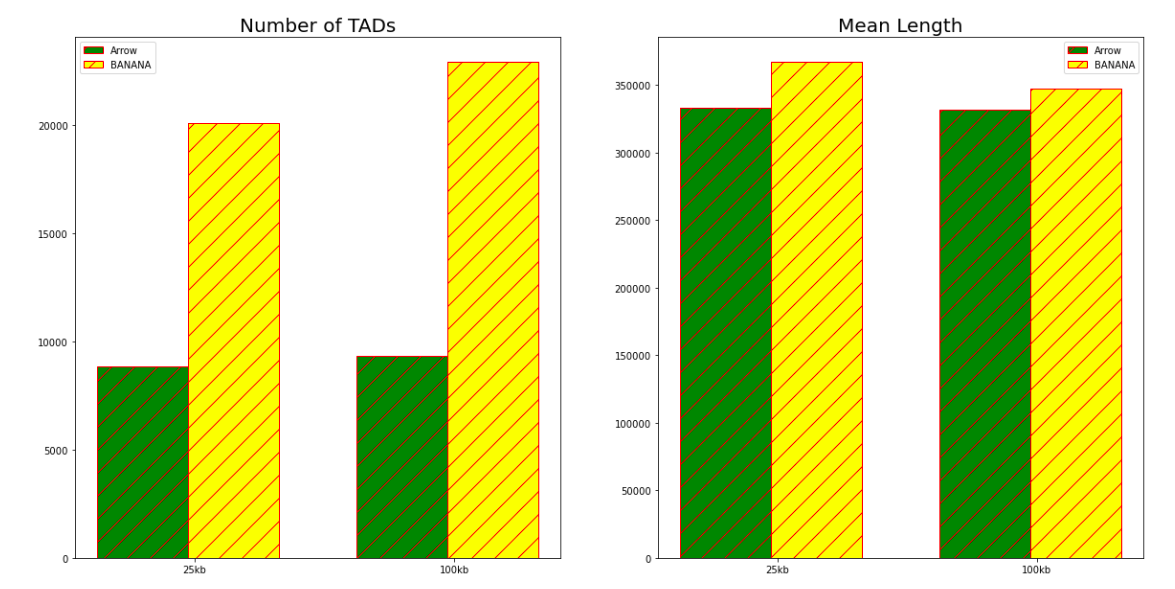 Number of TADs
Arrow
BANANA
20000
15000
10000
5000
0
25kb
100kb
Mean Length
Arrow
BANANA
350000
300000
250000
200000
150000
100000
50000
0
25kb
100kb